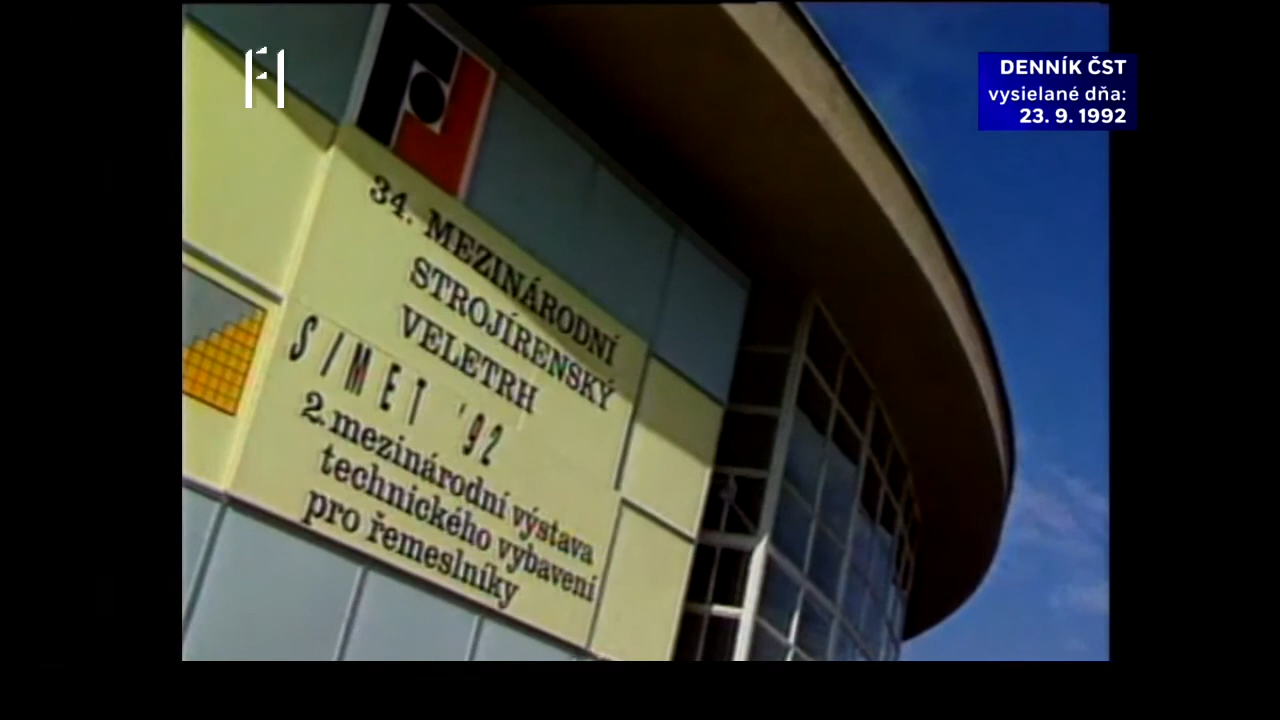 DENNÍK ČST
vysielané dňa:
23. 9. 1992
34. MEZINÁRODNÍ
STROJÍRENSKÝ
VELETRH
SIMET '92
2. mezinárodní výstava
technického vybavení
pro řemeslníky